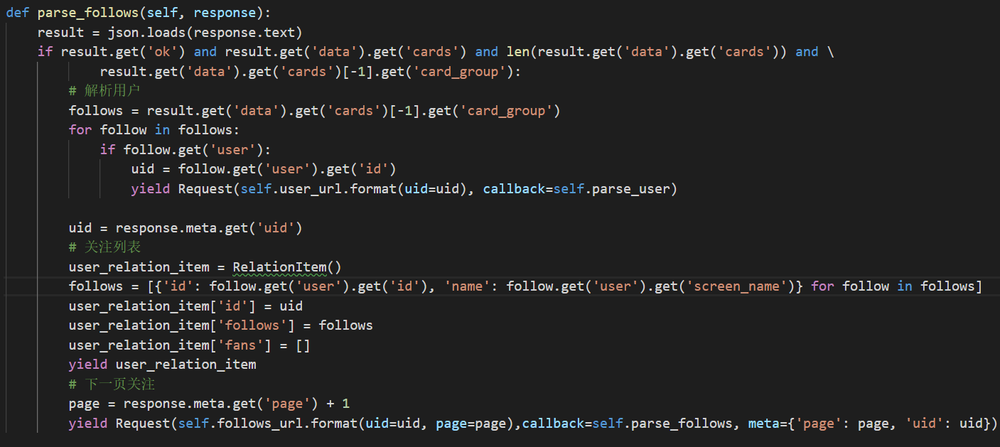 def parse_follows(self, response):
    result = json.loads(response.text)
    if result.get('ok') and result.get('data').get('cards') and len(result.get('data').get('cards')) and \
            result.get('data').get('cards')[-1].get('card_group'):
        # 解析用户
        follows = result.get('data').get('cards')[-1].get('card_group')
        for follow in follows:
            if follow.get('user'):
                uid = follow.get('user').get('id')
                yield Request(self.user_url.format(uid=uid), callback=self.parse_user)

        uid = response.meta.get('uid')
        # 关注列表
        user_relation_item = RelationItem()
        follows = [{'id': follow.get('user').get('id'), 'name': follow.get('user').get('screen_name')} for follow in follows]
        user_relation_item['id'] = uid
        user_relation_item['follows'] = follows
        user_relation_item['fans'] = []
        yield user_relation_item
        # 下一页关注
        page = response.meta.get('page') + 1
        yield Request(self.follows_url.format(uid=uid, page=page),callback=self.parse_follows, meta={'page': page, 'uid': uid})